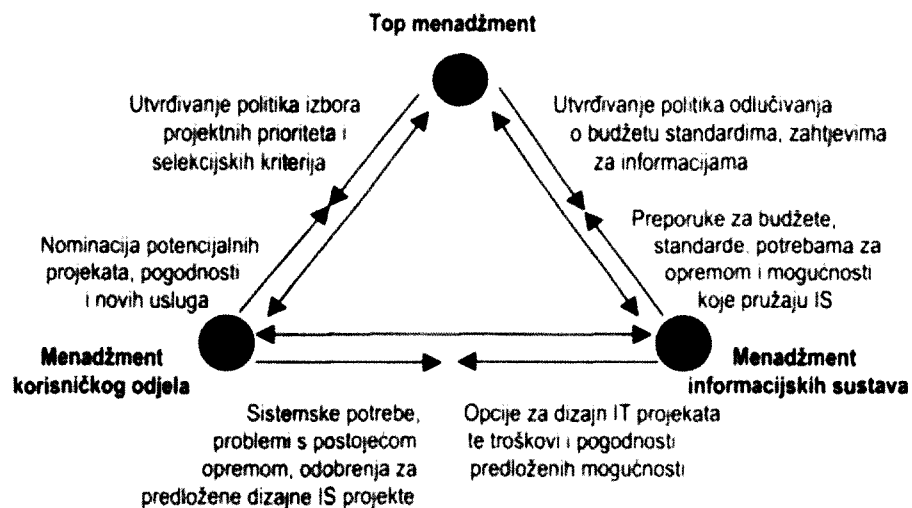 Top menadžment
Utvrđivanje politika izbora
projektnih prioriteta i
selekcijskih kriterija
Utvrđivanje politika odlučivanja
o budžetu standardima, zahtjevima
za informacijama
Nominacija potencijalnih
projekata, pogodnosti
i novih usluga
Preporuke za budžete,
standarde, potrebama za
opremom i mogućnosti
koje pružaju IS
Menadžment
korisničkog odjela
Menadžment
informacijskih sustava
Sistemske potrebe,
problemi s postojećom
opremom, odobrenja za
predložene dizajne IS projekte
Opcije za dizajn IT projekata
te troškovi i pogodnosti
predloženih mogućnosti